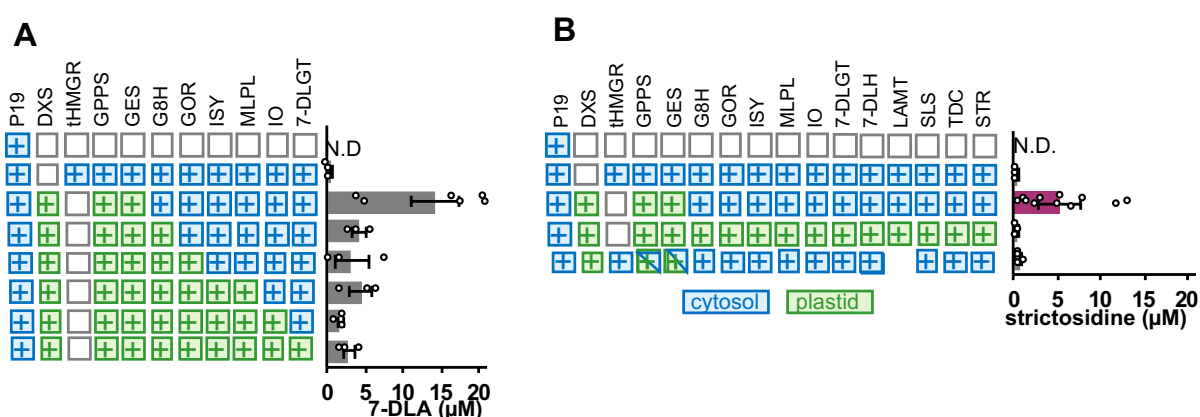 A
P19
DXS
tHMGR
GPPS
GES
G8H
GOR
ISY
MLPL
IO
7-DLGT
N.D
0 5 10 15 20
7-DLA (µM)
B
P19
DXS
tHMGR
GPPS
GES
G8H
GOR
ISY
MLPL
IO
7-DLGT
7-DLH
LAMT
SLS
TDC
STR
N.D.
0 5 10 15 20
strictosidine (µM)
cytosol
plastid